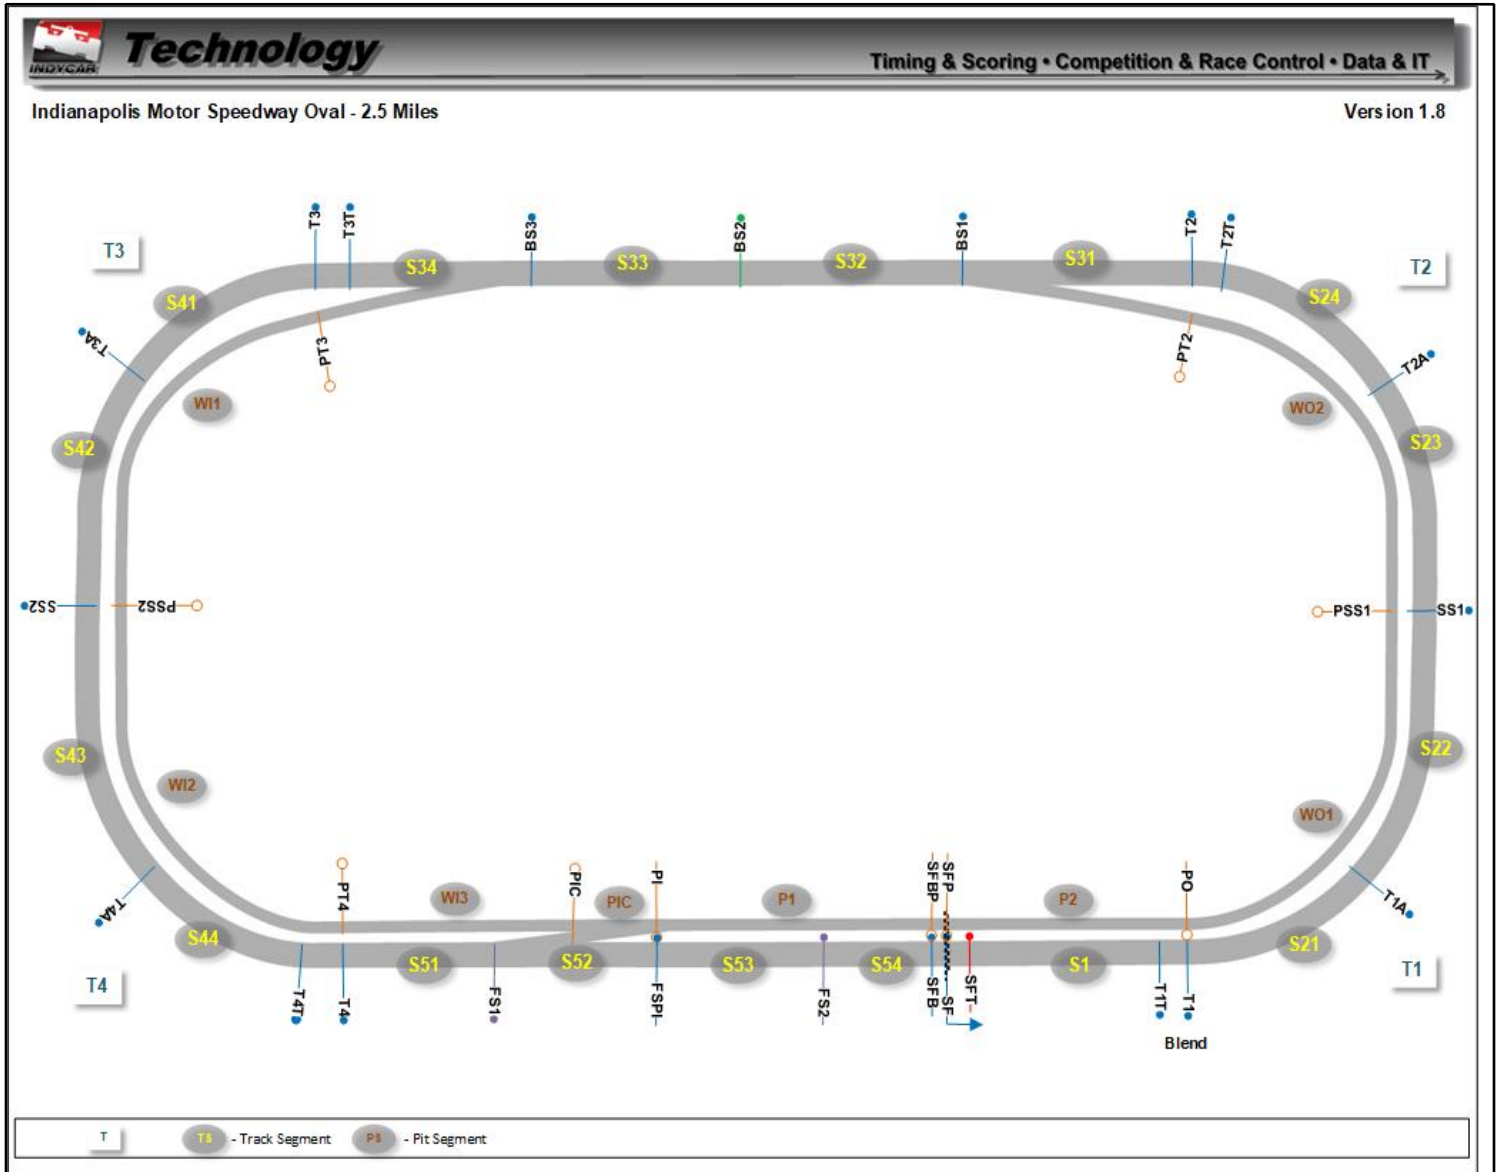 INDYCAR
Technology
Timing & Scoring • Competition & Race Control • Data & IT
Indianapolis Motor Speedway Oval - 2.5 Miles
Version 1.8
T3
T3T
BS3
BS2
BS1
T2
T2T
T3
S34
S33
S32
S31
T2
S41
S24
T3A
PT3
PT2
T2A
WI1
WO2
S42
S23
SS2
PSS2
PSS1
SS1
S43
S22
WI2
WO1
T4A
PT4
WI3
PIC
PIC
PI
P1
SFBP
SFP
P2
PO
T1A
S44
S51
S52
S53
S54
S1
S21
T4
T4T
T4
FS1
FSPI
FS2
SFB
SF
SFT
T1T
T1
T1
Blend
T
TS - Track Segment
PS - Pit Segment